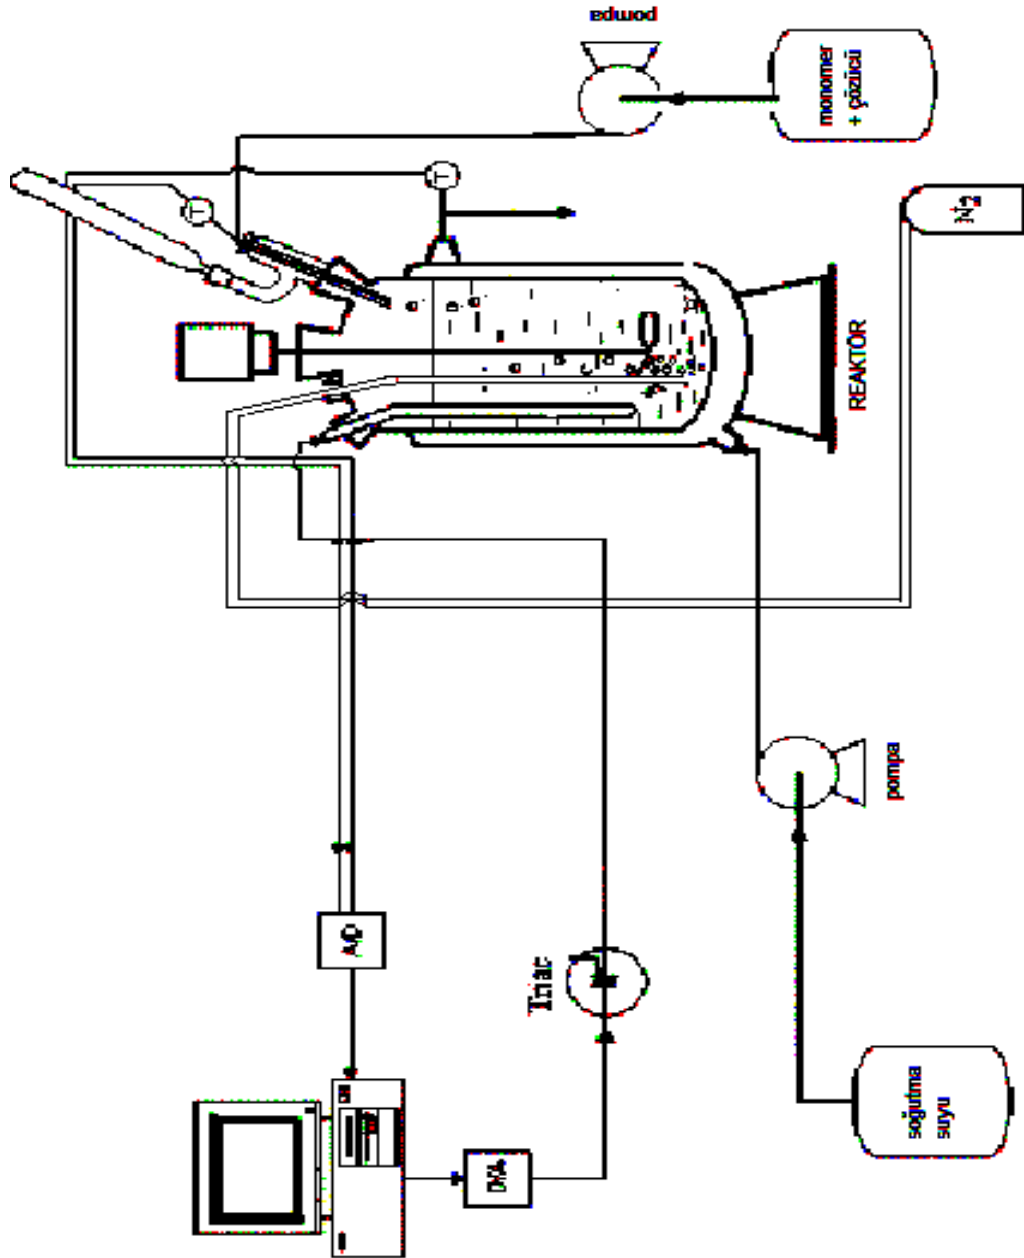 pompa
monomer
+ çözücü
T
T
N2
REAKTÖR
pompa
A/D
Triac
D/A
soğutma
suyu